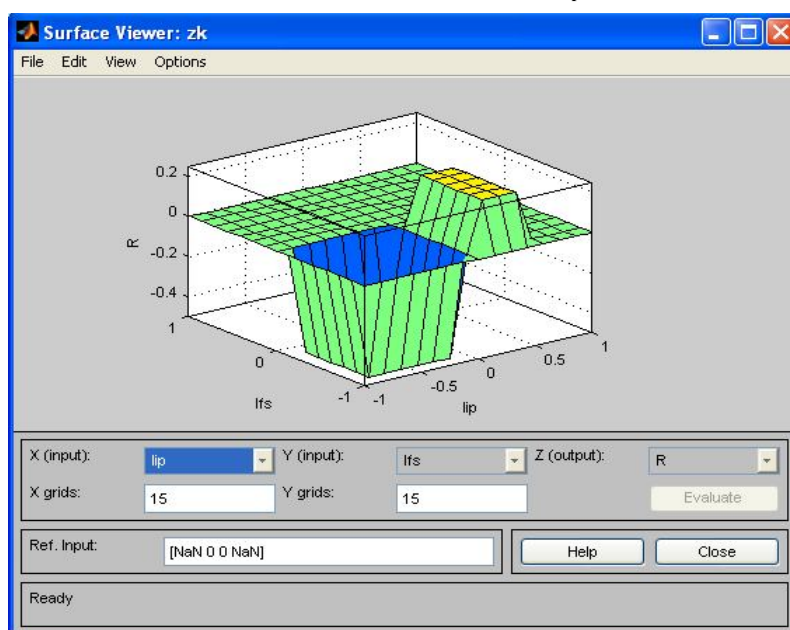 Surface Viewer: zk
File Edit View Options
0.2
0
-0.2
-0.4
R
1
0
-1
lfs
-1
-0.5
0
0.5
1
lip
X (input): lip Y (input): lfs Z (output): R
X grids: 15 Y grids: 15 Evaluate
Ref. Input: [NaN 0 0 NaN] Help Close
Ready